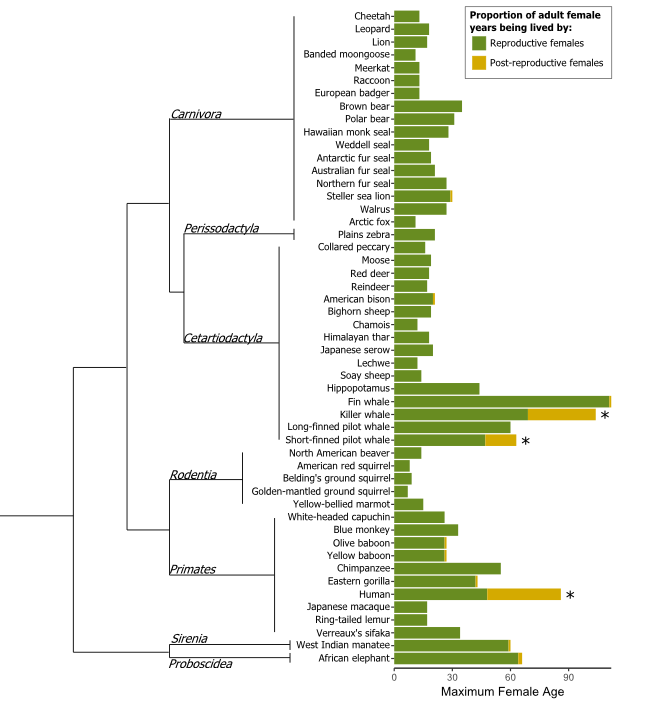 Proportion of adult female
years being lived by:
Reproductive females
Post-reproductive females
Carnivora
Perissodactyla
Cetartiodactyla
Rodentia
Primates
Sirenia
Proboscidea
Cheetah
Leopard
Lion
Banded moongoose
Meerkat
Raccoon
European badger
Brown bear
Polar bear
Hawaiian monk seal
Weddell seal
Antarctic fur seal
Australian fur seal
Northern fur seal
Steller sea lion
Walrus
Arctic fox
Plains zebra
Collared peccary
Moose
Red deer
Reindeer
American bison
Bighorn sheep
Chamois
Himalayan thar
Japanese serow
Lechwe
Soay sheep
Hippopotamus
Fin whale
Killer whale *
Long-finned pilot whale
Short-finned pilot whale *
North American beaver
American red squirrel
Belding's ground squirrel
Golden-mantled ground squirrel
Yellow-bellied marmot
White-headed capuchin
Blue monkey
Olive baboon
Yellow baboon
Chimpanzee
Eastern gorilla
Human *
Japanese macaque
Ring-tailed lemur
Verreaux's sifaka
West Indian manatee
African elephant
0 30 60 90
Maximum Female Age